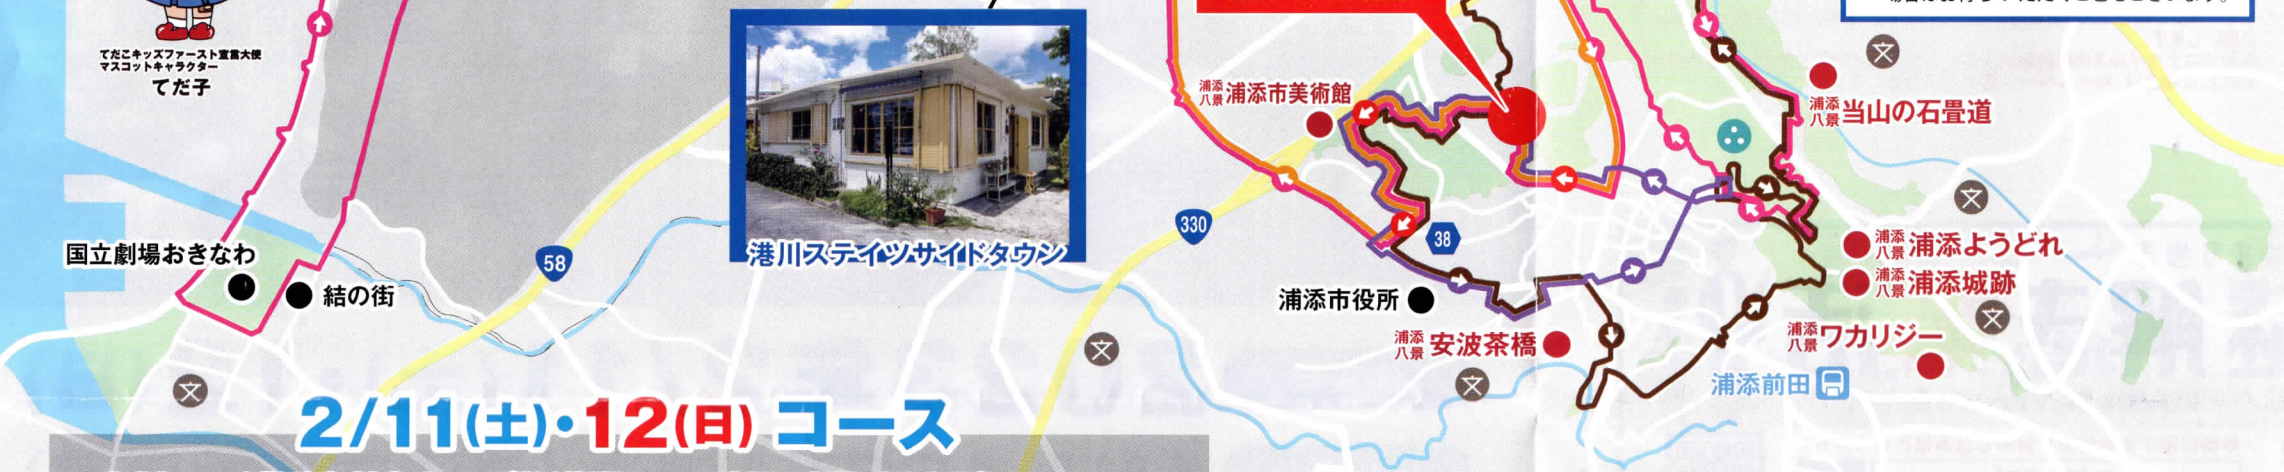 てだこキッズファースト宣言大使
マスコットキャラクター
てだ子
浦添八景 浦添市美術館
浦添八景 当山の石畳道
国立劇場おきなわ
結の街
58
港川ステイツサイドタウン
330
38
浦添八景 浦添ようどれ
浦添八景 浦添城跡
浦添市役所
浦添八景 安波茶橋
浦添八景 ワカリジー
浦添前田
文
文
文
文
文
文
2/11(土)・12(日) コース